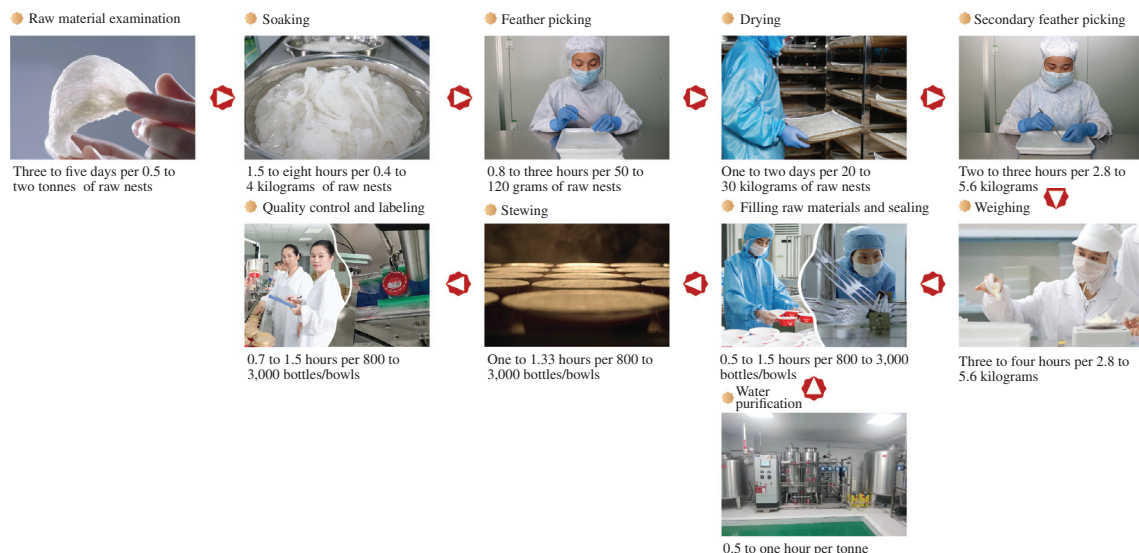 Raw material examination
Soaking
Feather picking
Drying
Secondary feather picking
Three to five days per 0.5 to
two tonnes of raw nests
1.5 to eight hours per 0.4 to
4 kilograms of raw nests
0.8 to three hours per 50 to
120 grams of raw nests
One to two days per 20 to
30 kilograms of raw nests
Two to three hours per 2.8 to
5.6 kilograms
Quality control and labeling
Stewing
Filling raw materials and sealing
Weighing
0.7 to 1.5 hours per 800 to
3,000 bottles/bowls
One to 1.33 hours per 800 to
3,000 bottles/bowls
0.5 to 1.5 hours per 800 to 3,000
bottles/bowls
Three to four hours per 2.8 to
5.6 kilograms
Water
purification
0.5 to one hour per tonne